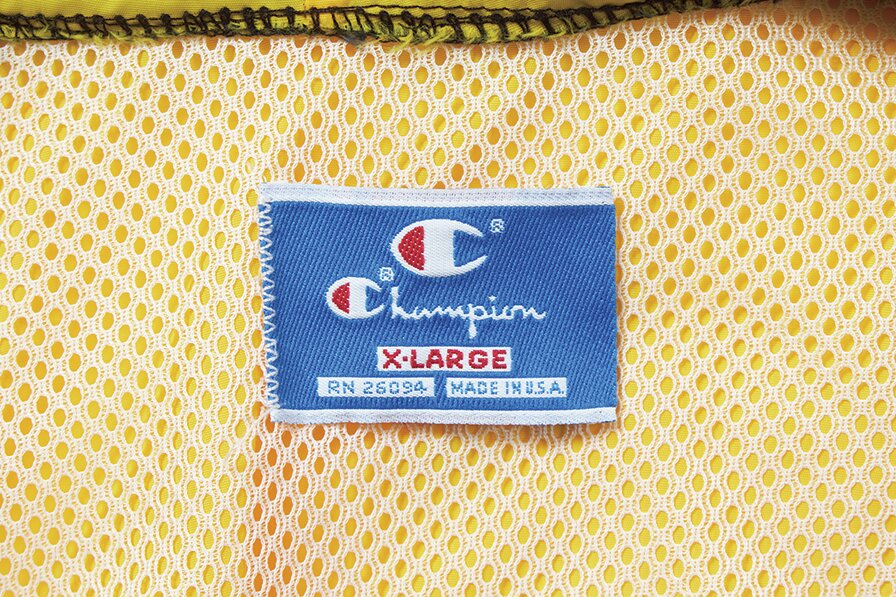 C ®
® Champion
X-LARGE
RN 26094 MADE IN U.S.A.